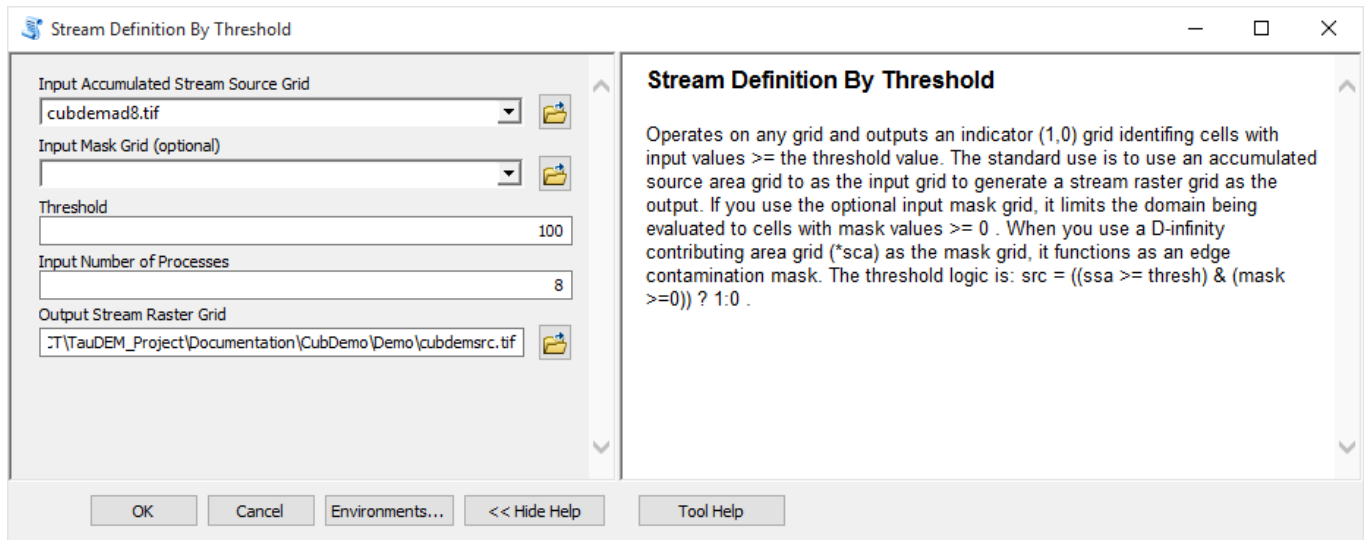 Stream Definition By Threshold
Input Accumulated Stream Source Grid
cubdemad8.tif
Input Mask Grid (optional)
Threshold
100
Input Number of Processes
8
Output Stream Raster Grid
:T\TauDEM_Project\Documentation\CubDemo\Demo\cubdemsrc.tif
Stream Definition By Threshold
Operates on any grid and outputs an indicator (1,0) grid identifing cells with
input values >= the threshold value. The standard use is to use an accumulated
source area grid to as the input grid to generate a stream raster grid as the
output. If you use the optional input mask grid, it limits the domain being
evaluated to cells with mask values >= 0 . When you use a D-infinity
contributing area grid (*sca) as the mask grid, it functions as an edge
contamination mask. The threshold logic is: src = ((ssa >= thresh) & (mask
>=0)) ? 1:0 .
OK
Cancel
Environments...
<< Hide Help
Tool Help